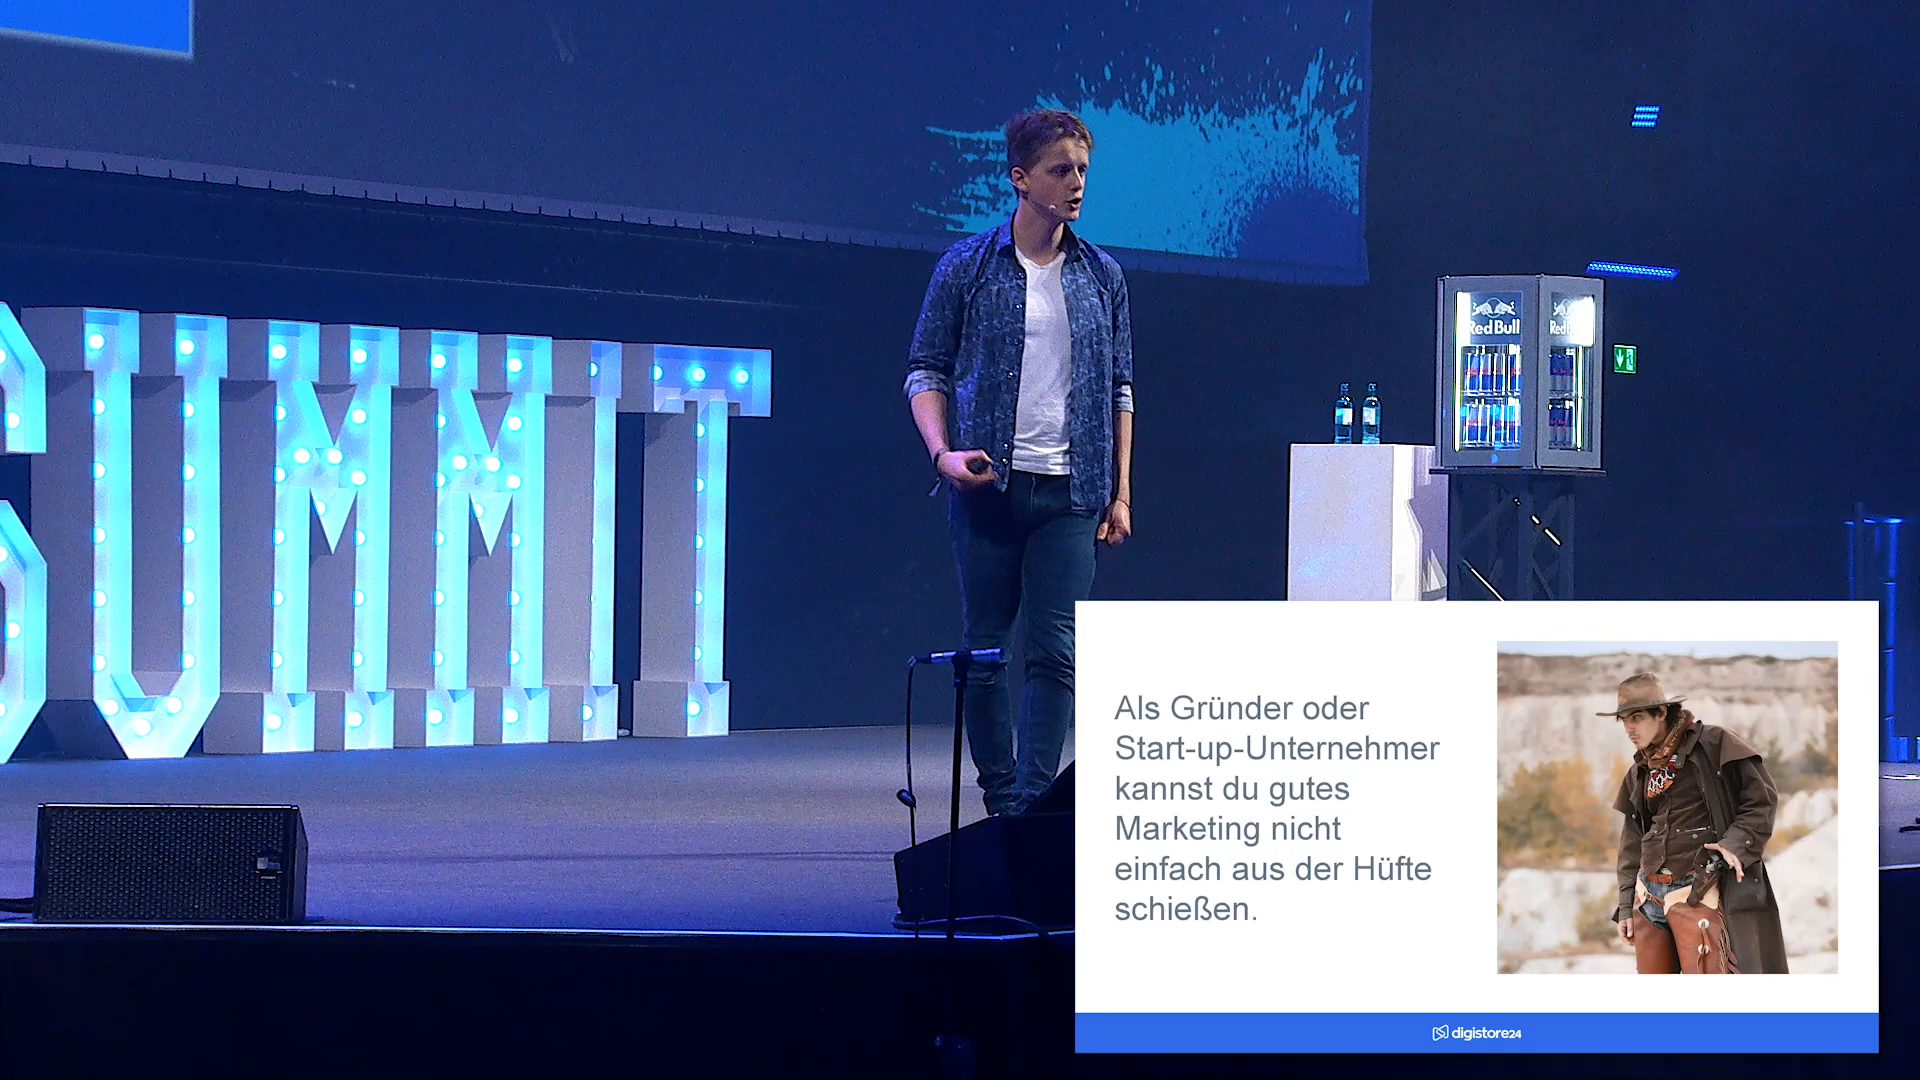 SUMMIT
Red Bull
Red
Als Gründer oder
Start-up-Unternehmer
kannst du gutes
Marketing nicht
einfach aus der Hüfte
schießen.
digistore24